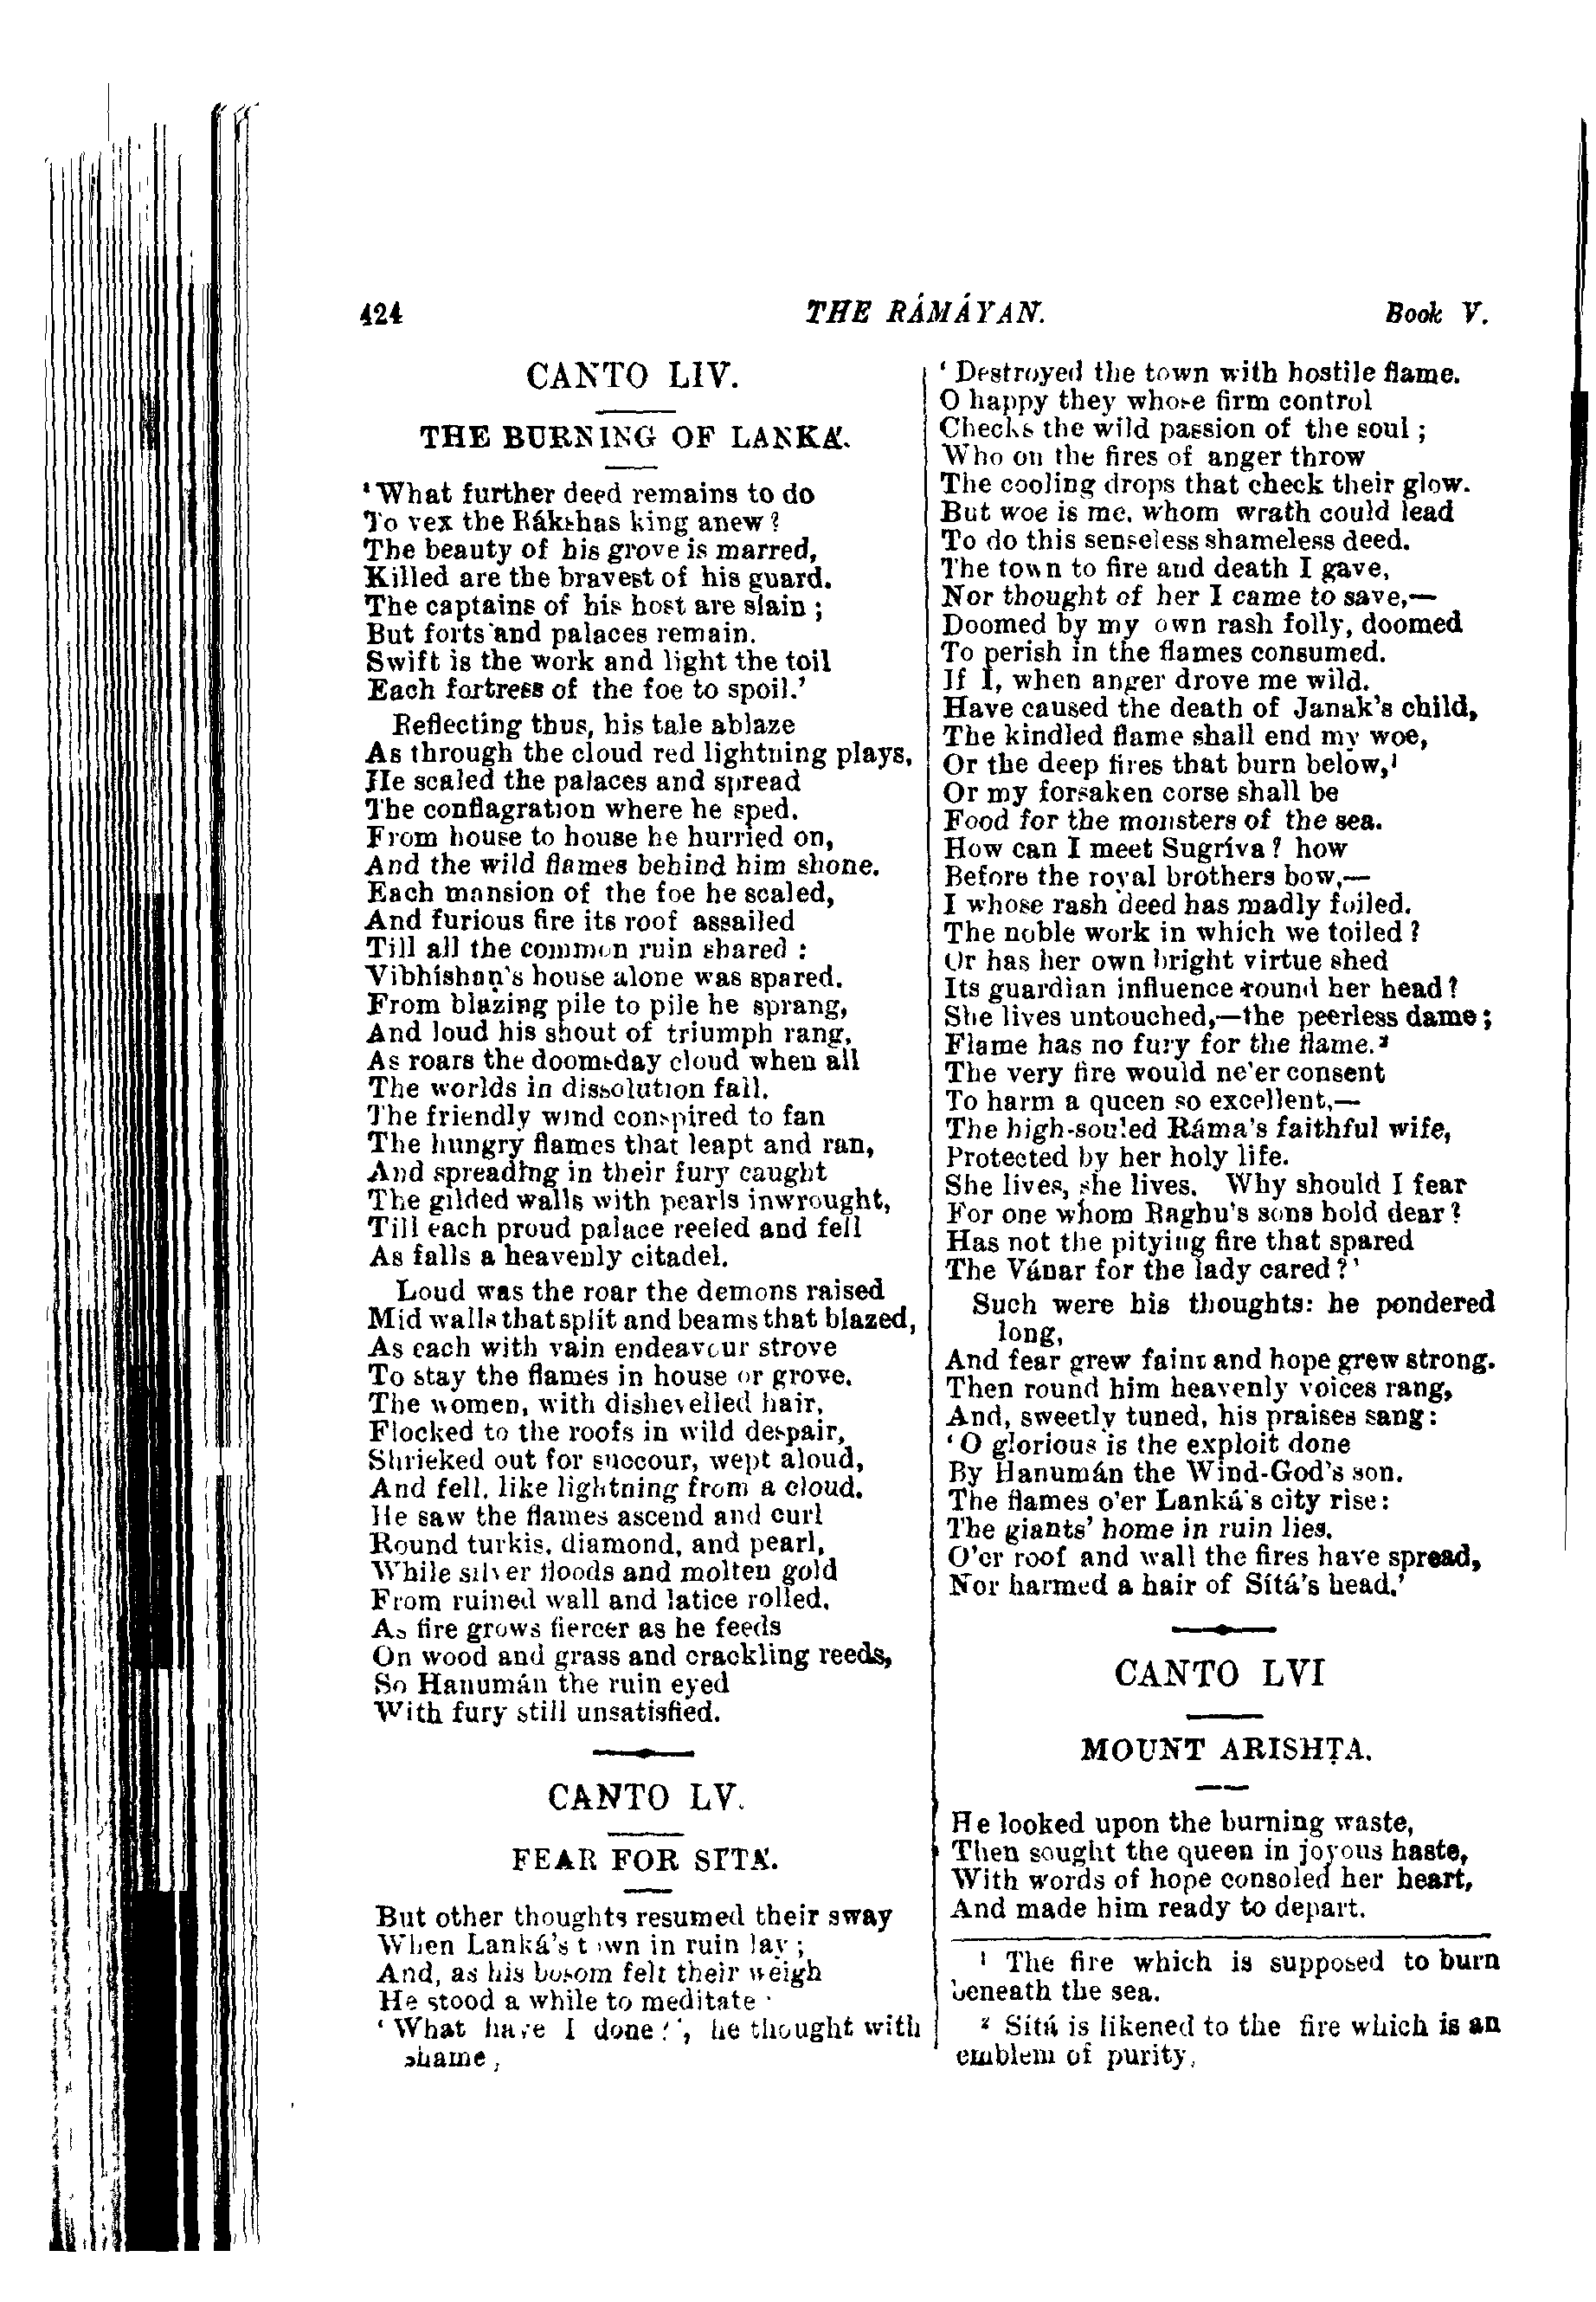 424 THE RÁMÁYAN. Book V.
CANTO LIV.
THE BURNING OF LANKÁ.
'What further deed remains to do
To vex the Rákshas king anew?
The beauty of his grove is marred,
Killed are the bravest of his guard.
The captains of his host are slain;
But forts and palaces remain.
Swift is the work and light the toil
Each fortress of the foe to spoil.'
Reflecting thus, his tale ablaze
As through the cloud red lightning plays,
He scaled the palaces and spread
The conflagration where he sped.
From house to house he hurried on,
And the wild flames behind him shone.
Each mansion of the foe he scaled,
And furious fire its roof assailed
Till all the common ruin shared:
Vibhishaṇ's house alone was spared.
From blazing pile to pile he sprang,
And loud his shout of triumph rang,
As roars the doomsday cloud when all
The worlds in dissolution fall.
The friendly wind conspired to fan
The hungry flames that leapt and ran,
And spreading in their fury caught
The gilded walls with pearls inwrought,
Till each proud palace reeled and fell
As falls a heavenly citadel.
Loud was the roar the demons raised
Mid walls that split and beams that blazed,
As each with vain endeavour strove
To stay the flames in house or grove.
The women, with dishevelled hair,
Flocked to the roofs in wild despair,
Shrieked out for succour, wept aloud,
And fell, like lightning from a cloud.
He saw the flames ascend and curl
Round turkis, diamond, and pearl,
While silver floods and molten gold
From ruined wall and latice rolled.
As fire grows fiercer as he feeds
On wood and grass and crackling reeds,
So Hanumán the ruin eyed
With fury still unsatisfied.
CANTO LV.
FEAR FOR SÍTÁ.
But other thoughts resumed their sway
When Lanká's town in ruin lay;
And, as his bosom felt their weigh
He stood a while to meditate
'What have I done?', he thought with
shame,
'Destroyed the town with hostile flame.
O happy they whose firm control
Checks the wild passion of the soul;
Who on the fires of anger throw
The cooling drops that check their glow.
But woe is me, whom wrath could lead
To do this senseless shameless deed.
The town to fire and death I gave,
Nor thought of her I came to save,—
Doomed by my own rash folly, doomed
To perish in the flames consumed.
If I, when anger drove me wild,
Have caused the death of Janak's child,
The kindled flame shall end my woe,
Or the deep fires that burn below,¹
Or my forsaken corse shall be
Food for the monsters of the sea.
How can I meet Sugríva? how
Before the royal brothers bow,—
I whose rash deed has madly foiled.
The noble work in which we toiled?
Or has her own bright virtue shed
Its guardian influence round her head?
She lives untouched,—the peerless dame;
Flame has no fury for the flame.²
The very fire would ne'er consent
To harm a queen so excellent,—
The high-souled Ráma's faithful wife,
Protected by her holy life.
She lives, she lives. Why should I fear
For one whom Raghu's sons hold dear?
Has not the pitying fire that spared
The Vánar for the lady cared?'
Such were his thoughts: he pondered
long,
And fear grew faint and hope grew strong.
Then round him heavenly voices rang,
And, sweetly tuned, his praises sang:
'O glorious is the exploit done
By Hanumán the Wind-God's son.
The flames o'er Lanká's city rise:
The giants' home in ruin lies.
O'er roof and wall the fires have spread,
Nor harmed a hair of Sítá's head.'
CANTO LVI
MOUNT ARISHṬA.
He looked upon the burning waste,
Then sought the queen in joyous haste,
With words of hope consoled her heart,
And made him ready to depart.
¹ The fire which is supposed to burn
beneath the sea.
² Sítá is likened to the fire which is an
emblem of purity.